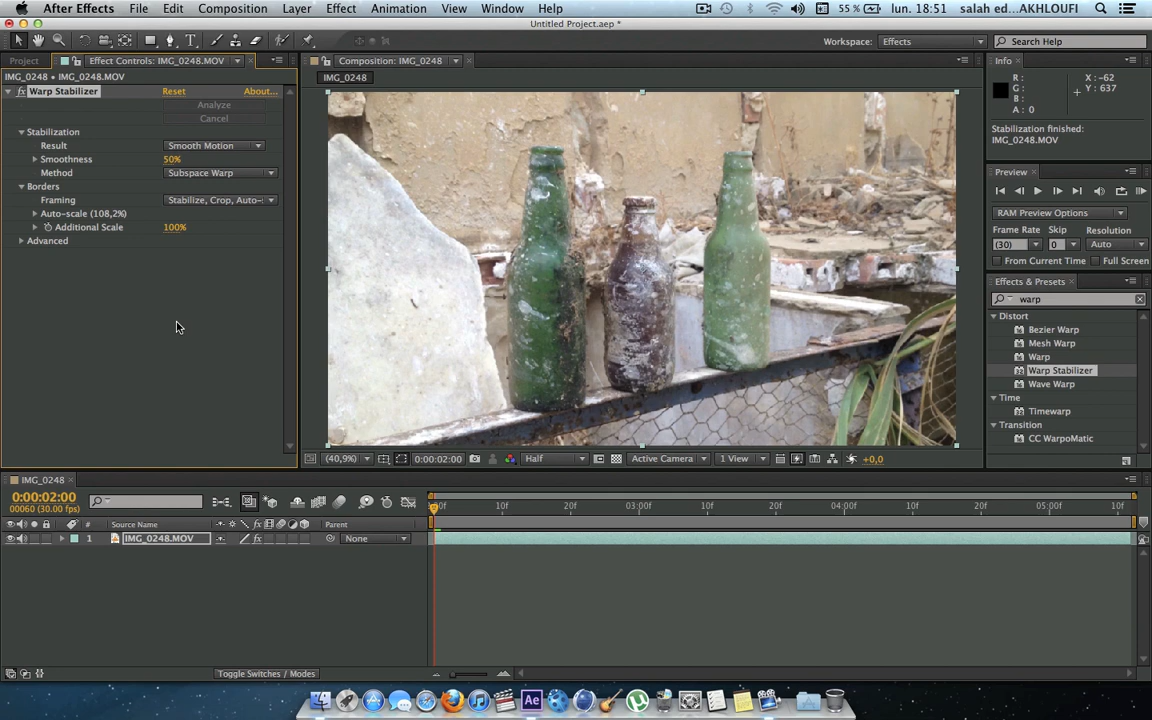 After Effects File Edit Composition Layer Effect Animation View Window Help 55 % lun. 18:51 salah ed...AKHLOUFI
Untitled Project.aep *
Workspace: Effects Search Help
Project Effect Controls: IMG_0248.MOV Composition: IMG_0248 Info
IMG_0248 • IMG_0248.MOV IMG_0248
fx Warp Stabilizer Reset About...
Analyze
Cancel
Stabilization
Result Smooth Motion
Smoothness 50%
Method Subspace Warp
Borders
Framing Stabilize, Crop, Auto-
Auto-scale (108,2%)
Additional Scale 100%
Advanced
R :
G :
B :
A : 0
X : -62
Y : 637
Stabilization finished:
IMG_0248.MOV
Preview
RAM Preview Options
Frame Rate Skip Resolution
(30) 0 Auto
From Current Time Full Screen
Effects & Presets
warp
Distort
Bezier Warp
Mesh Warp
Warp
Warp Stabilizer
Wave Warp
Time
Timewarp
Transition
CC WarpoMatic
(40,9%) 0:00:02:00 Half Active Camera 1 View +0,0
IMG_0248
0:00:02:00
00060 (30.00 fps)
10f 20f 03:00f 10f 20f 04:00f 10f 20f 05:00f 10f
# Source Name fx Parent
1 IMG_0248.MOV fx None
Toggle Switches / Modes
Ae